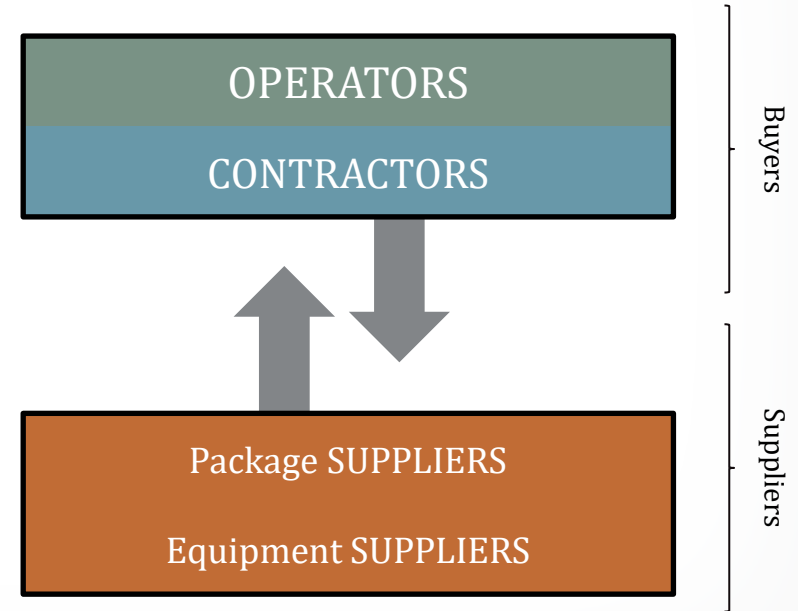 OPERATORS
CONTRACTORS
Buyers
Package SUPPLIERS
Equipment SUPPLIERS
Suppliers